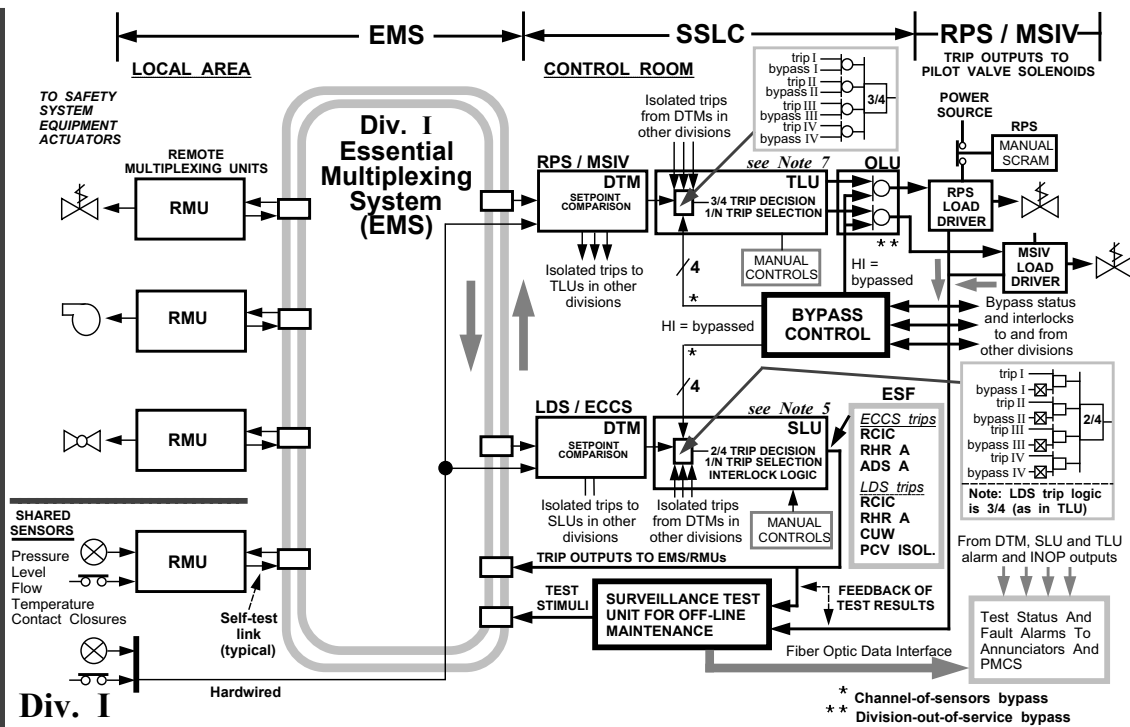 EMS
SSLC
RPS / MSIV
LOCAL AREA
CONTROL ROOM
TRIP OUTPUTS TO
PILOT VALVE SOLENOIDS
TO SAFETY
SYSTEM
EQUIPMENT
ACTUATORS
REMOTE
MULTIPLEXING UNITS
RMU
RMU
RMU
RMU
Div. I
Essential
Multiplexing
System
(EMS)
Isolated trips
from DTMs in
other divisions
trip I
bypass I
trip II
bypass II
trip III
bypass III
trip IV
bypass IV
3/4
POWER
SOURCE
RPS
MANUAL
SCRAM
RPS / MSIV
DTM
SETPOINT
COMPARISON
see Note 7
TLU
3/4 TRIP DECISION
1/N TRIP SELECTION
OLU
RPS
LOAD
DRIVER
MSIV
LOAD
DRIVER
* *
Isolated trips to
TLUs in other
divisions
4
*
MANUAL
CONTROLS
HI =
bypassed
HI = bypassed
BYPASS
CONTROL
Bypass status
and interlocks
to and from
other divisions
*
4
LDS / ECCS
DTM
SETPOINT
COMPARISON
see Note 5
SLU
2/4 TRIP DECISION
1/N TRIP SELECTION
INTERLOCK LOGIC
ESF
ECCS trips
RCIC
RHR A
ADS A
LDS trips
RCIC
RHR A
CUW
PCV ISOL.
trip I
bypass I
trip II
bypass II
trip III
bypass III
trip IV
bypass IV
2/4
Note: LDS trip logic
is 3/4 (as in TLU)
Isolated trips to
SLUs in other
divisions
Isolated trips
from DTMs in
other divisions
MANUAL
CONTROLS
SHARED
SENSORS
Pressure
Level
Flow
Temperature
Contact Closures
Self-test
link
(typical)
TRIP OUTPUTS TO EMS/RMUs
TEST
STIMULI
SURVEILLANCE TEST
UNIT FOR OFF-LINE
MAINTENANCE
FEEDBACK OF
TEST RESULTS
From DTM, SLU and TLU
alarm and INOP outputs
Test Status And
Fault Alarms To
Annunciators And
PMCS
Fiber Optic Data Interface
Hardwired
Div. I
* Channel-of-sensors bypass
* * Division-out-of-service bypass